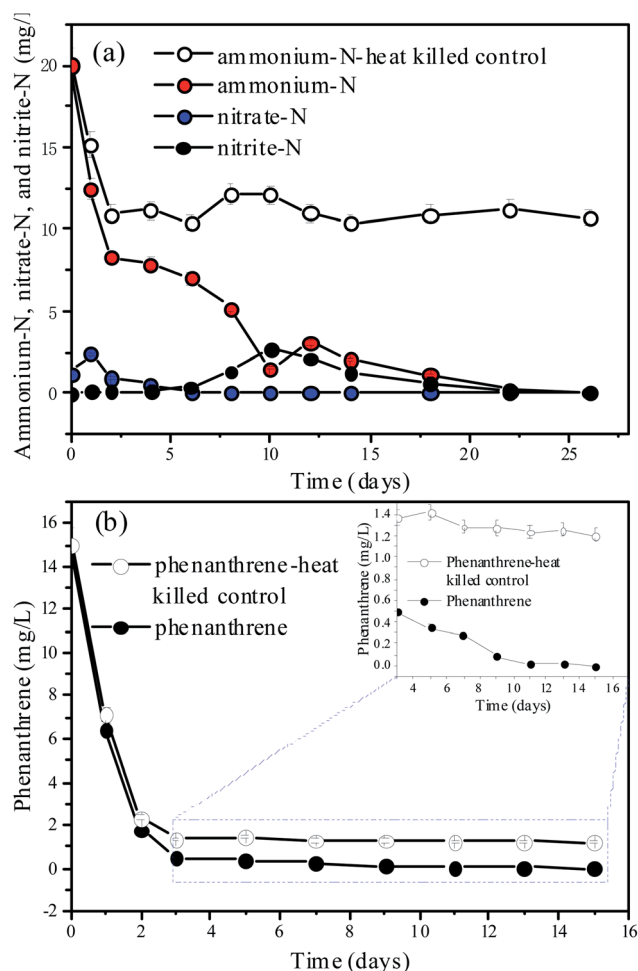 (a)
ammonium-N-heat killed control
ammonium-N
nitrate-N
nitrite-N
Ammonium-N, nitrate-N, and nitrite-N (mg/
20
15
10
5
0
0 5 10 15 20 25
Time (days)
(b)
phenanthrene-heat
killed control
phenanthrene
Phenanthrene (mg/L)
16
14
12
10
8
6
4
2
0
-2
0 2 4 6 8 10 12 14 16
Time (days)
Phenanthrene (mg/L)
1.4
1.2
1.0
0.8
0.6
0.4
0.2
0.0
Phenanthrene-heat
killed control
Phenanthrene
4 6 8 10 12 14 16
Time (days)